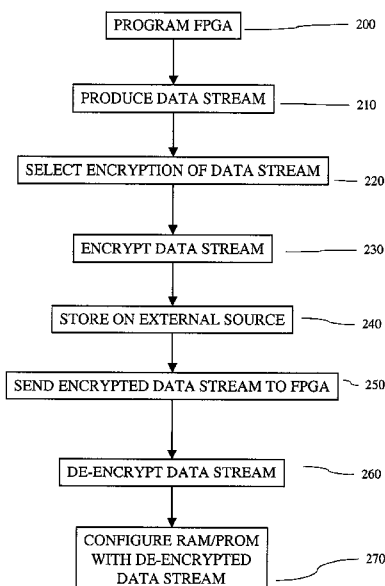 PROGRAM FPGA
200
PRODUCE DATA STREAM
210
SELECT ENCRYPTION OF DATA STREAM
220
ENCRYPT DATA STREAM
230
STORE ON EXTERNAL SOURCE
240
SEND ENCRYPTED DATA STREAM TO FPGA
250
DE-ENCRYPT DATA STREAM
260
CONFIGURE RAM/PROM
WITH DE-ENCRYPTED
DATA STREAM
270